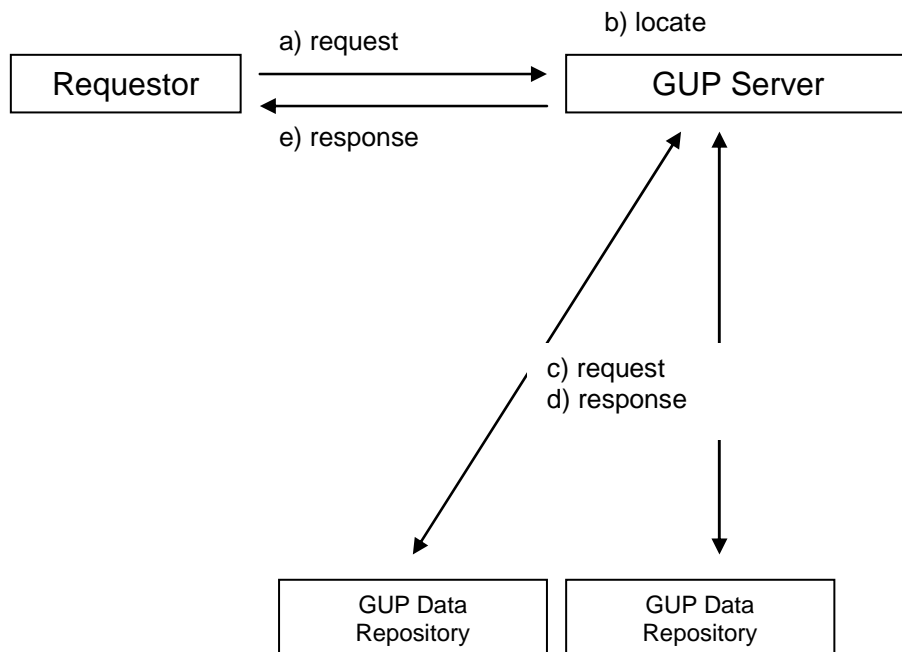 b) locate
a) request
Requestor
GUP Server
e) response
c) request
d) response
GUP Data
Repository
GUP Data
Repository